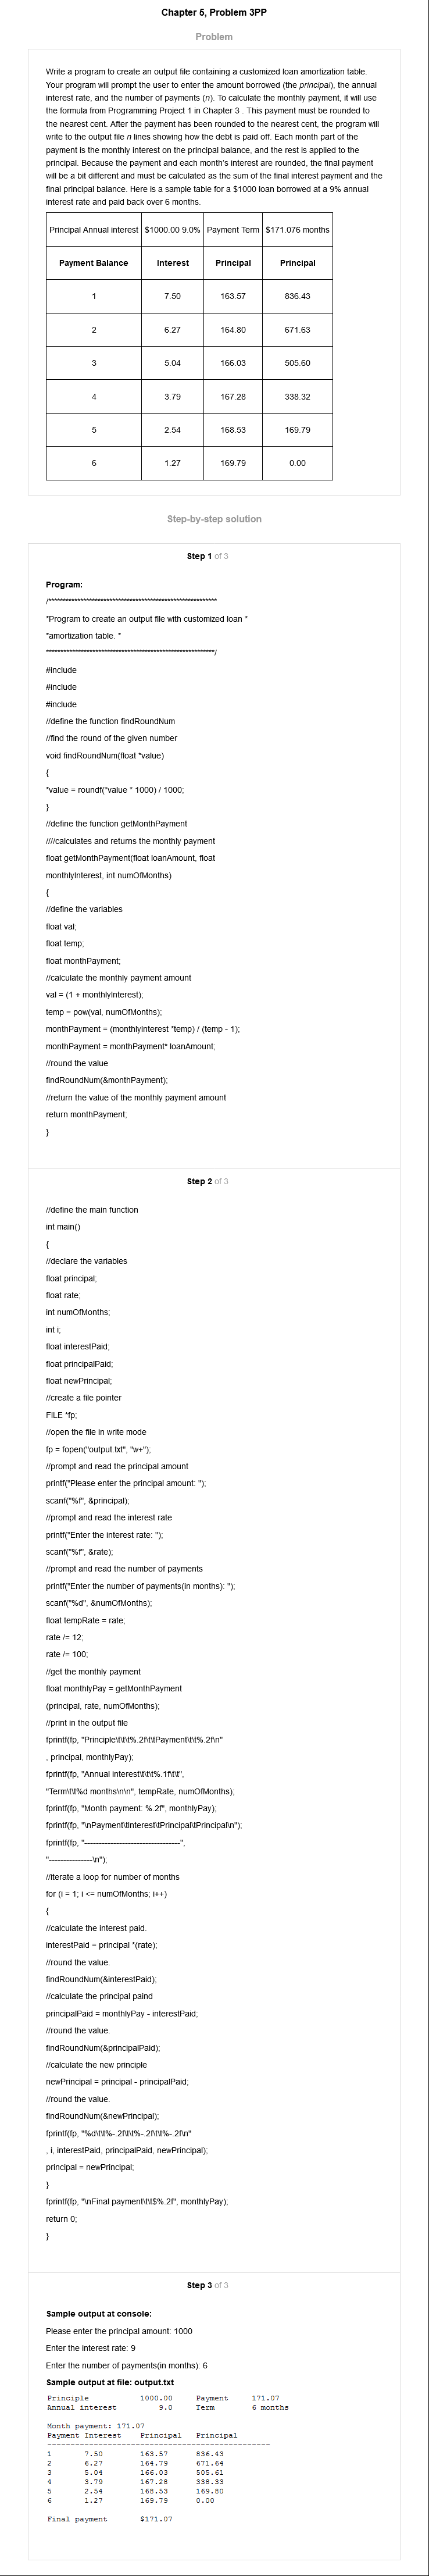 Chapter 5, Problem 3PP
Problem
Write a program to create an output file containing a customized loan amortization table.
Your program will prompt the user to enter the amount borrowed (the principal), the annual
interest rate, and the number of payments (n). To calculate the monthly payment, it will use
the formula from Programming Project 1 in Chapter 3 . This payment must be rounded to
the nearest cent. After the payment has been rounded to the nearest cent, the program will
write to the output file n lines showing how the debt is paid off. Each month part of the
payment is the monthly interest on the principal balance, and the rest is applied to the
principal. Because the payment and each month's interest are rounded, the final payment
will be a bit different and must be calculated as the sum of the final interest payment and the
final principal balance. Here is a sample table for a $1000 loan borrowed at a 9% annual
interest rate and paid back over 6 months.
Principal Annual interest $1000.00 9.0% Payment Term $171.076 months
Payment Balance Interest Principal Principal
1 7.50 163.57 836.43
2 6.27 164.80 671.63
3 5.04 166.03 505.60
4 3.79 167.28 338.32
5 2.54 168.53 169.79
6 1.27 169.79 0.00
Step-by-step solution
Step 1 of 3
Program:
/**********************************************************
*Program to create an output file with customized loan *
*amortization table. *
**********************************************************/
#include
#include
#include
//define the function findRoundNum
//find the round of the given number
void findRoundNum(float *value)
{
*value = roundf(*value * 1000) / 1000;
}
//define the function getMonthPayment
////calculates and returns the monthly payment
float getMonthPayment(float loanAmount, float
monthlyInterest, int numOfMonths)
{
//define the variables
float val;
float temp;
float monthPayment;
//calculate the monthly payment amount
val = (1 + monthlyInterest);
temp = pow(val, numOfMonths);
monthPayment = (monthlyInterest *temp) / (temp - 1);
monthPayment = monthPayment* loanAmount;
//round the value
findRoundNum(&monthPayment);
//return the value of the monthly payment amount
return monthPayment;
}
Step 2 of 3
//define the main function
int main()
{
//declare the variables
float principal;
float rate;
int numOfMonths;
int i;
float interestPaid;
float principalPaid;
float newPrincipal;
//create a file pointer
FILE *fp;
//open the file in write mode
fp = fopen("output.txt", "w+");
//prompt and read the principal amount
printf("Please enter the principal amount: ");
scanf("%f", &principal);
//prompt and read the interest rate
printf("Enter the interest rate: ");
scanf("%f", &rate);
//prompt and read the number of payments
printf("Enter the number of payments(in months): ");
scanf("%d", &numOfMonths);
float tempRate = rate;
rate /= 12;
rate /= 100;
//get the monthly payment
float monthlyPay = getMonthPayment
(principal, rate, numOfMonths);
//print in the output file
fprintf(fp, "Principle\t\t\t%.2f\t\tPayment\t\t%.2f\n"
, principal, monthlyPay);
fprintf(fp, "Annual interest\t\t\t%.1f\t\t",
"Term\t\t%d months\n\n", tempRate, numOfMonths);
fprintf(fp, "Month payment: %.2f", monthlyPay);
fprintf(fp, "\nPayment\tInterest\tPrincipal\tPrincipal\n");
fprintf(fp, "---------------------------------",
"---------------\n");
//iterate a loop for number of months
for (i = 1; i <= numOfMonths; i++)
{
//calculate the interest paid.
interestPaid = principal *(rate);
//round the value.
findRoundNum(&interestPaid);
//calculate the principal paind
principalPaid = monthlyPay - interestPaid;
//round the value.
findRoundNum(&principalPaid);
//calculate the new principle
newPrincipal = principal - principalPaid;
//round the value.
findRoundNum(&newPrincipal);
fprintf(fp, "%d\t\t%-.2f\t\t%-.2f\t\t%-.2f\n"
, i, interestPaid, principalPaid, newPrincipal);
principal = newPrincipal;
}
fprintf(fp, "\nFinal payment\t\t$%.2f", monthlyPay);
return 0;
}
Step 3 of 3
Sample output at console:
Please enter the principal amount: 1000
Enter the interest rate: 9
Enter the number of payments(in months): 6
Sample output at file: output.txt
Principle 1000.00 Payment 171.07
Annual interest 9.0 Term 6 months
Month payment: 171.07
Payment Interest Principal Principal
------------------------------------------------
1 7.50 163.57 836.43
2 6.27 164.79 671.64
3 5.04 166.03 505.61
4 3.79 167.28 338.33
5 2.54 168.53 169.80
6 1.27 169.79 0.00
Final payment $171.07